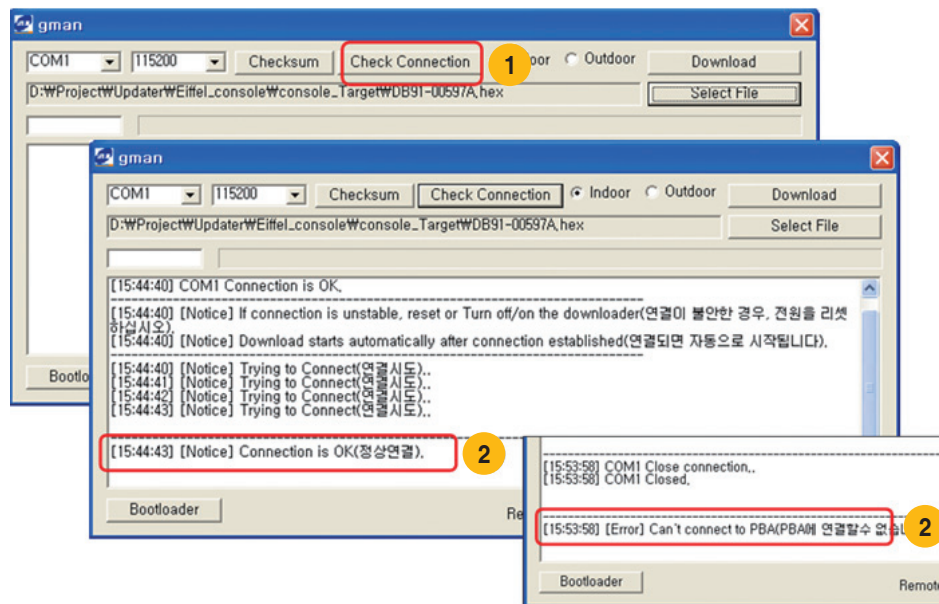 gman
COM1 115200 Checksum Check Connection 1 oor Outdoor Download
D:₩Project₩Updater₩Eiffel_console₩console_Target₩DB91-00597A.hex Select File
gman
COM1 115200 Checksum Check Connection Indoor Outdoor Download
D:₩Project₩Updater₩Eiffel_console₩console_Target₩DB91-00597A.hex Select File
[15:44:40] COM1 Connection is OK.
[15:44:40] [Notice] If connection is unstable, reset or Turn off/on the downloader(연결이 불안한 경우, 전원을 리셋
하십시오).
[15:44:40] [Notice] Download starts automatically after connection established(연결되면 자동으로 시작됩니다).
[15:44:40] [Notice] Trying to Connect(연결시도)..
[15:44:41] [Notice] Trying to Connect(연결시도)..
[15:44:42] [Notice] Trying to Connect(연결시도)..
[15:44:43] [Notice] Trying to Connect(연결시도)..
Bootlo
[15:44:43] [Notice] Connection is OK(정상연결). 2
Bootloader Re
[15:53:58] COM1 Close connection..
[15:53:58] COM1 Closed.
[15:53:58] [Error] Can't connect to PBA(PBA에 연결할수 없습 2
Bootloader Remote